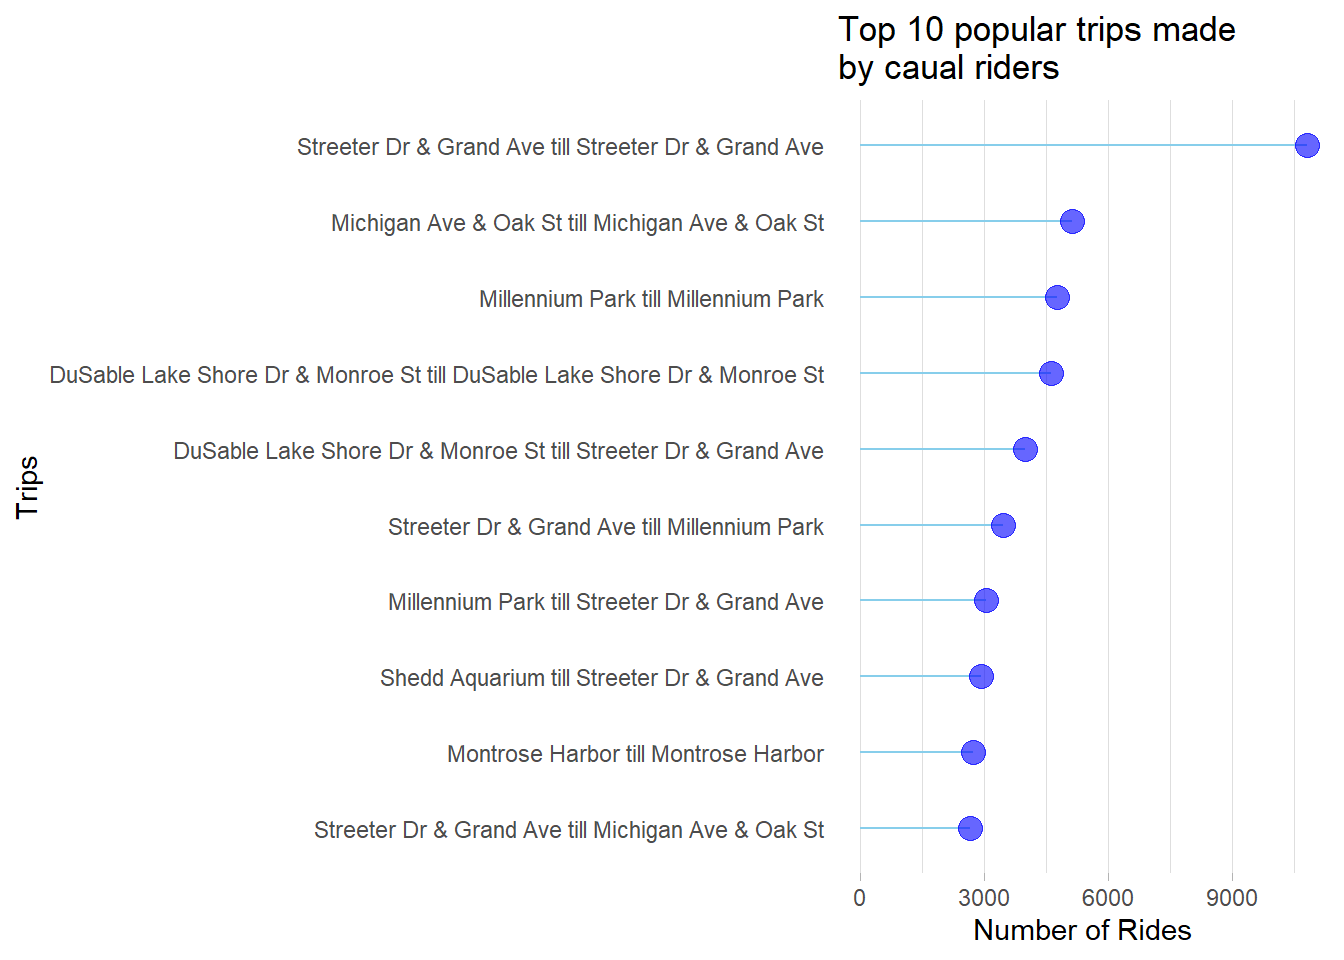 Top 10 popular trips made
by caual riders
Streeter Dr & Grand Ave till Streeter Dr & Grand Ave
Michigan Ave & Oak St till Michigan Ave & Oak St
Millennium Park till Millennium Park
DuSable Lake Shore Dr & Monroe St till DuSable Lake Shore Dr & Monroe St
DuSable Lake Shore Dr & Monroe St till Streeter Dr & Grand Ave
Trips
Streeter Dr & Grand Ave till Millennium Park
Millennium Park till Streeter Dr & Grand Ave
Shedd Aquarium till Streeter Dr & Grand Ave
Montrose Harbor till Montrose Harbor
Streeter Dr & Grand Ave till Michigan Ave & Oak St
0 3000 6000 9000
Number of Rides